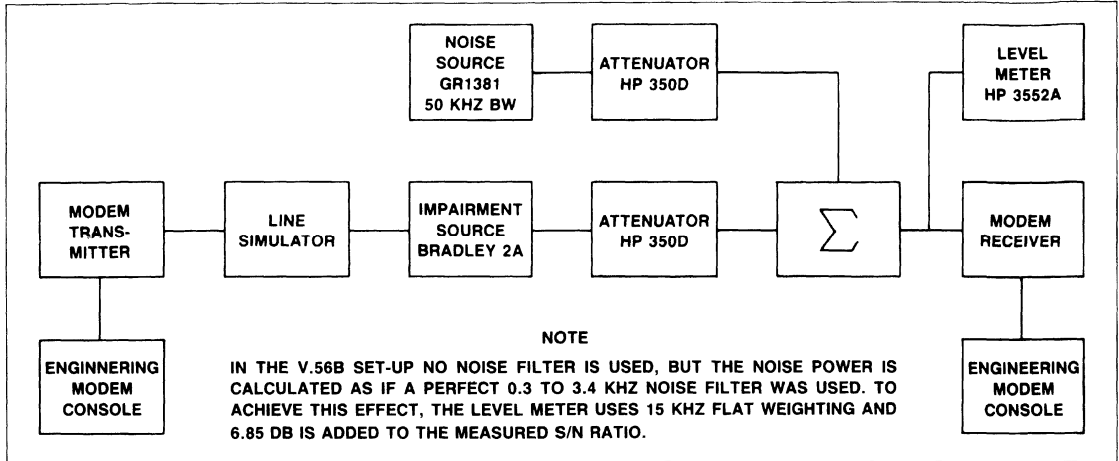 NOISE
SOURCE
GR1381
50 KHZ BW
ATTENUATOR
HP 350D
LEVEL
METER
HP 3552A
MODEM
TRANS-
MITTER
LINE
SIMULATOR
IMPAIRMENT
SOURCE
BRADLEY 2A
ATTENUATOR
HP 350D
∑
MODEM
RECEIVER
ENGINNERING
MODEM
CONSOLE
ENGINEERING
MODEM
CONSOLE
NOTE
IN THE V.56B SET-UP NO NOISE FILTER IS USED, BUT THE NOISE POWER IS
CALCULATED AS IF A PERFECT 0.3 TO 3.4 KHZ NOISE FILTER WAS USED. TO
ACHIEVE THIS EFFECT, THE LEVEL METER USES 15 KHZ FLAT WEIGHTING AND
6.85 DB IS ADDED TO THE MEASURED S/N RATIO.